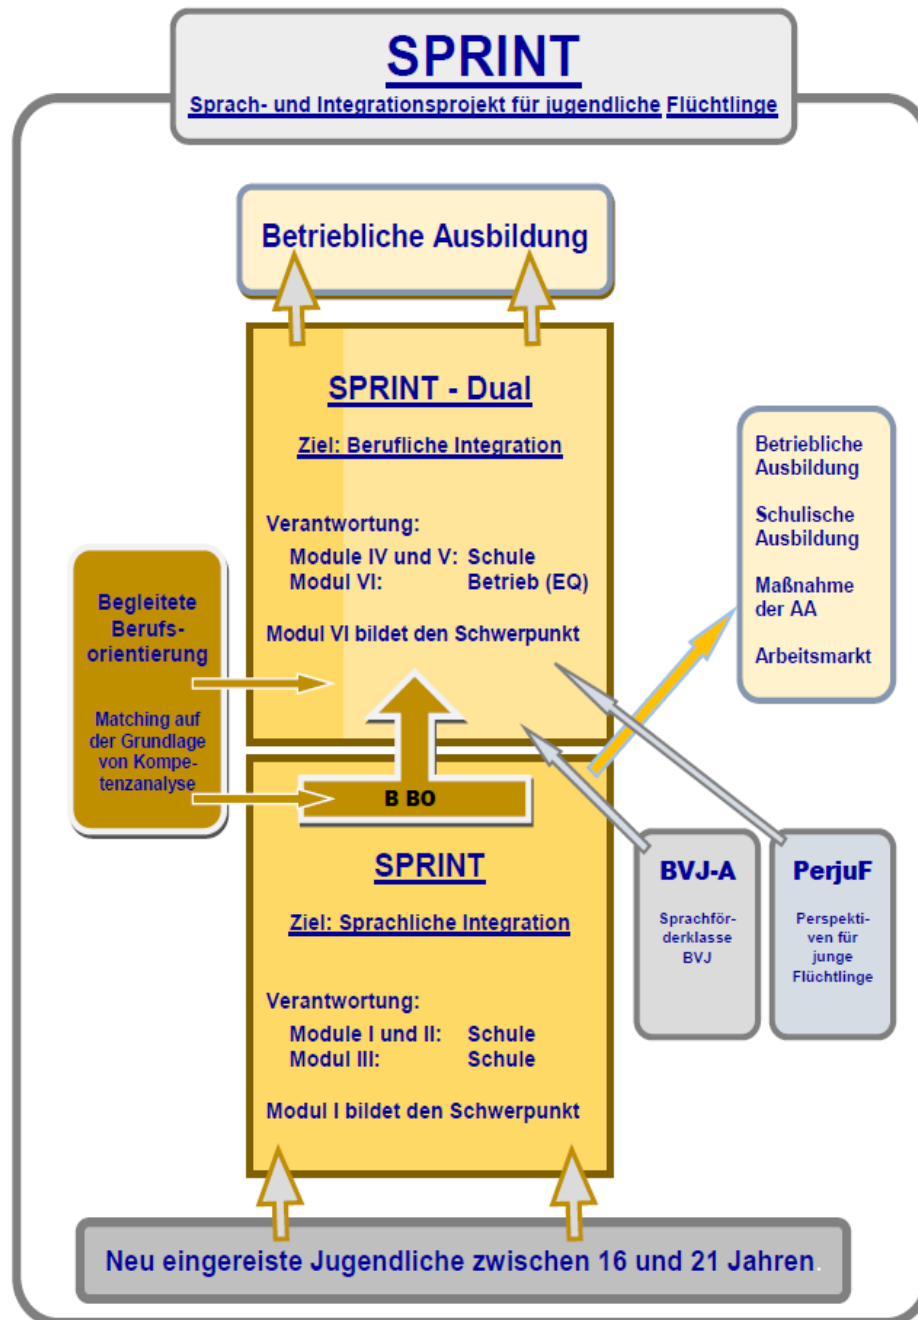 SPRINT
Sprach- und Integrationsprojekt für jugendliche Flüchtlinge
Betriebliche Ausbildung
SPRINT - Dual
Ziel: Berufliche Integration
Verantwortung:
Module IV und V: Schule
Modul VI: Betrieb (EQ)
Modul VI bildet den Schwerpunkt
Betriebliche
Ausbildung
Schulische
Ausbildung
Maßnahme
der AA
Arbeitsmarkt
Begleitete
Berufs-
orientierung
Matching auf
der Grundlage
von Kompe-
tenzanalyse
B BO
SPRINT
Ziel: Sprachliche Integration
Verantwortung:
Module I und II: Schule
Modul III: Schule
Modul I bildet den Schwerpunkt
BVJ-A
Sprachför-
derklasse
BVJ
PerjuF
Perspekti-
ven für
junge
Flüchtlinge
Neu eingereiste Jugendliche zwischen 16 und 21 Jahren.